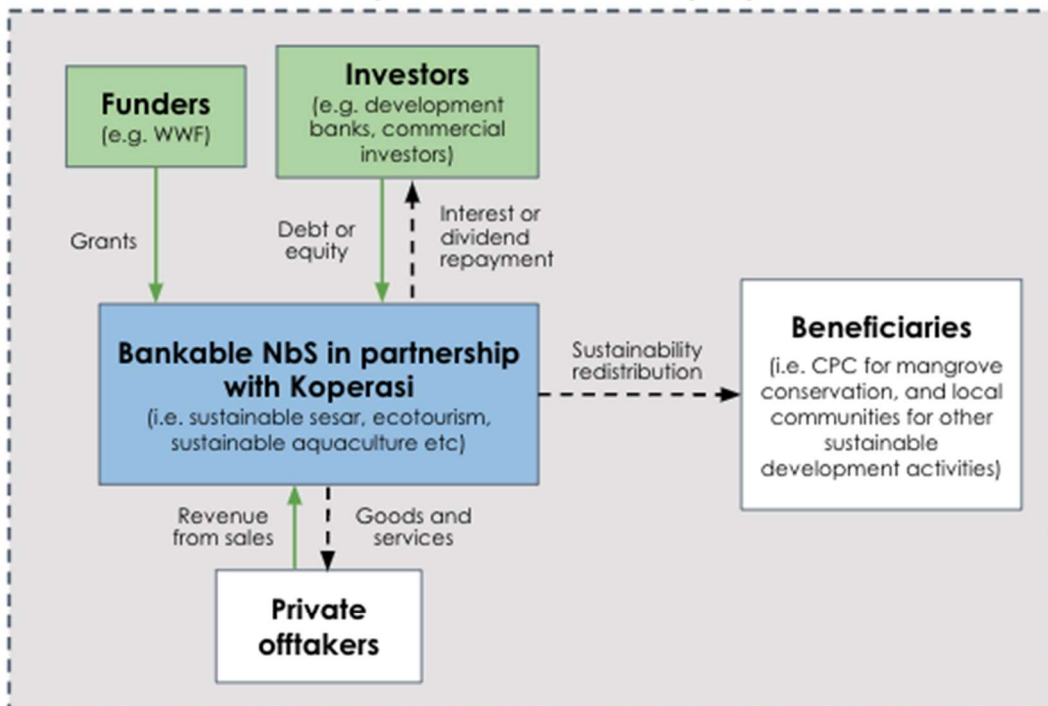 Funders
(e.g. WWF)
Investors
(e.g. development
banks, commercial
investors)
Grants
Debt or
equity
Interest or
dividend
repayment
Bankable NbS in partnership
with Koperasi
(i.e. sustainable sesar, ecotourism,
sustainable aquaculture etc)
Sustainability
redistribution
Beneficiaries
(i.e. CPC for mangrove
conservation, and local
communities for other
sustainable
development activities)
Revenue
from sales
Goods and
services
Private
offtakers